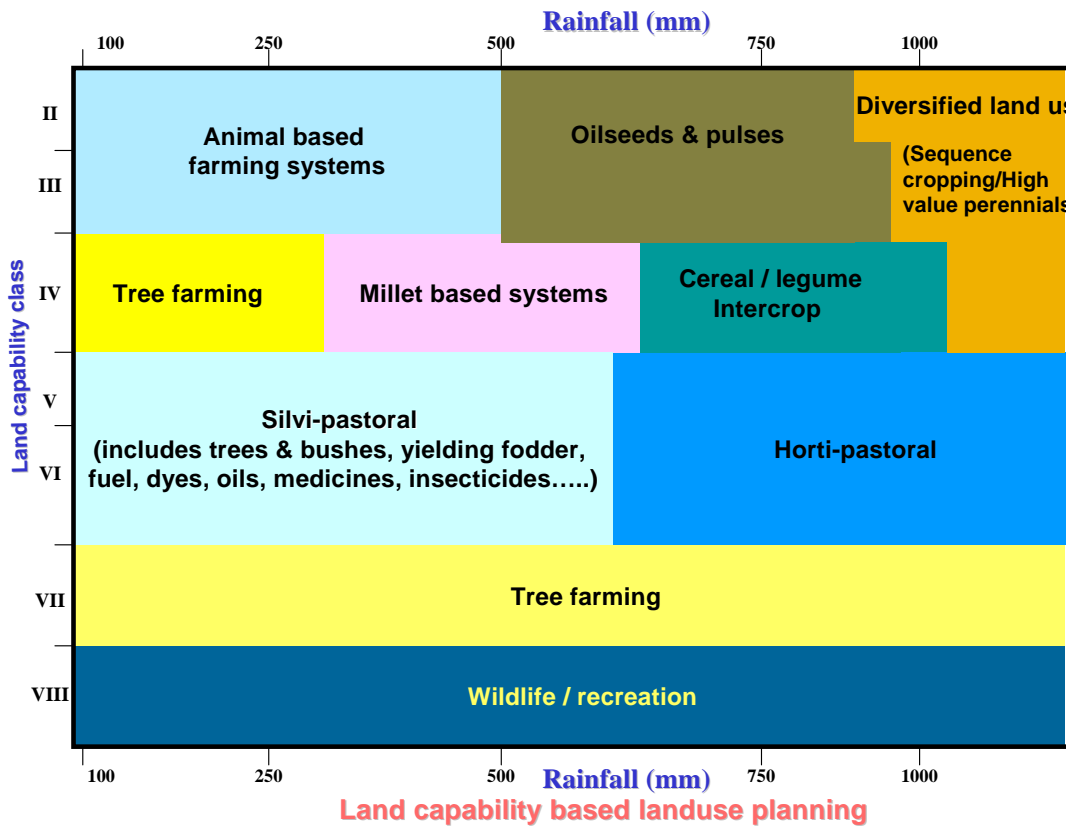 Rainfall (mm)
100 250 500 750 1000
Land capability class
II
III
IV
V
VI
VII
VIII
Animal based
farming systems
Oilseeds & pulses
Diversified land us
(Sequence
cropping/High
value perennials
Tree farming
Millet based systems
Cereal / legume
Intercrop
Silvi-pastoral
(includes trees & bushes, yielding fodder,
fuel, dyes, oils, medicines, insecticides…..)
Horti-pastoral
Tree farming
Wildlife / recreation
100 250 500 750 1000
Rainfall (mm)
Land capability based landuse planning